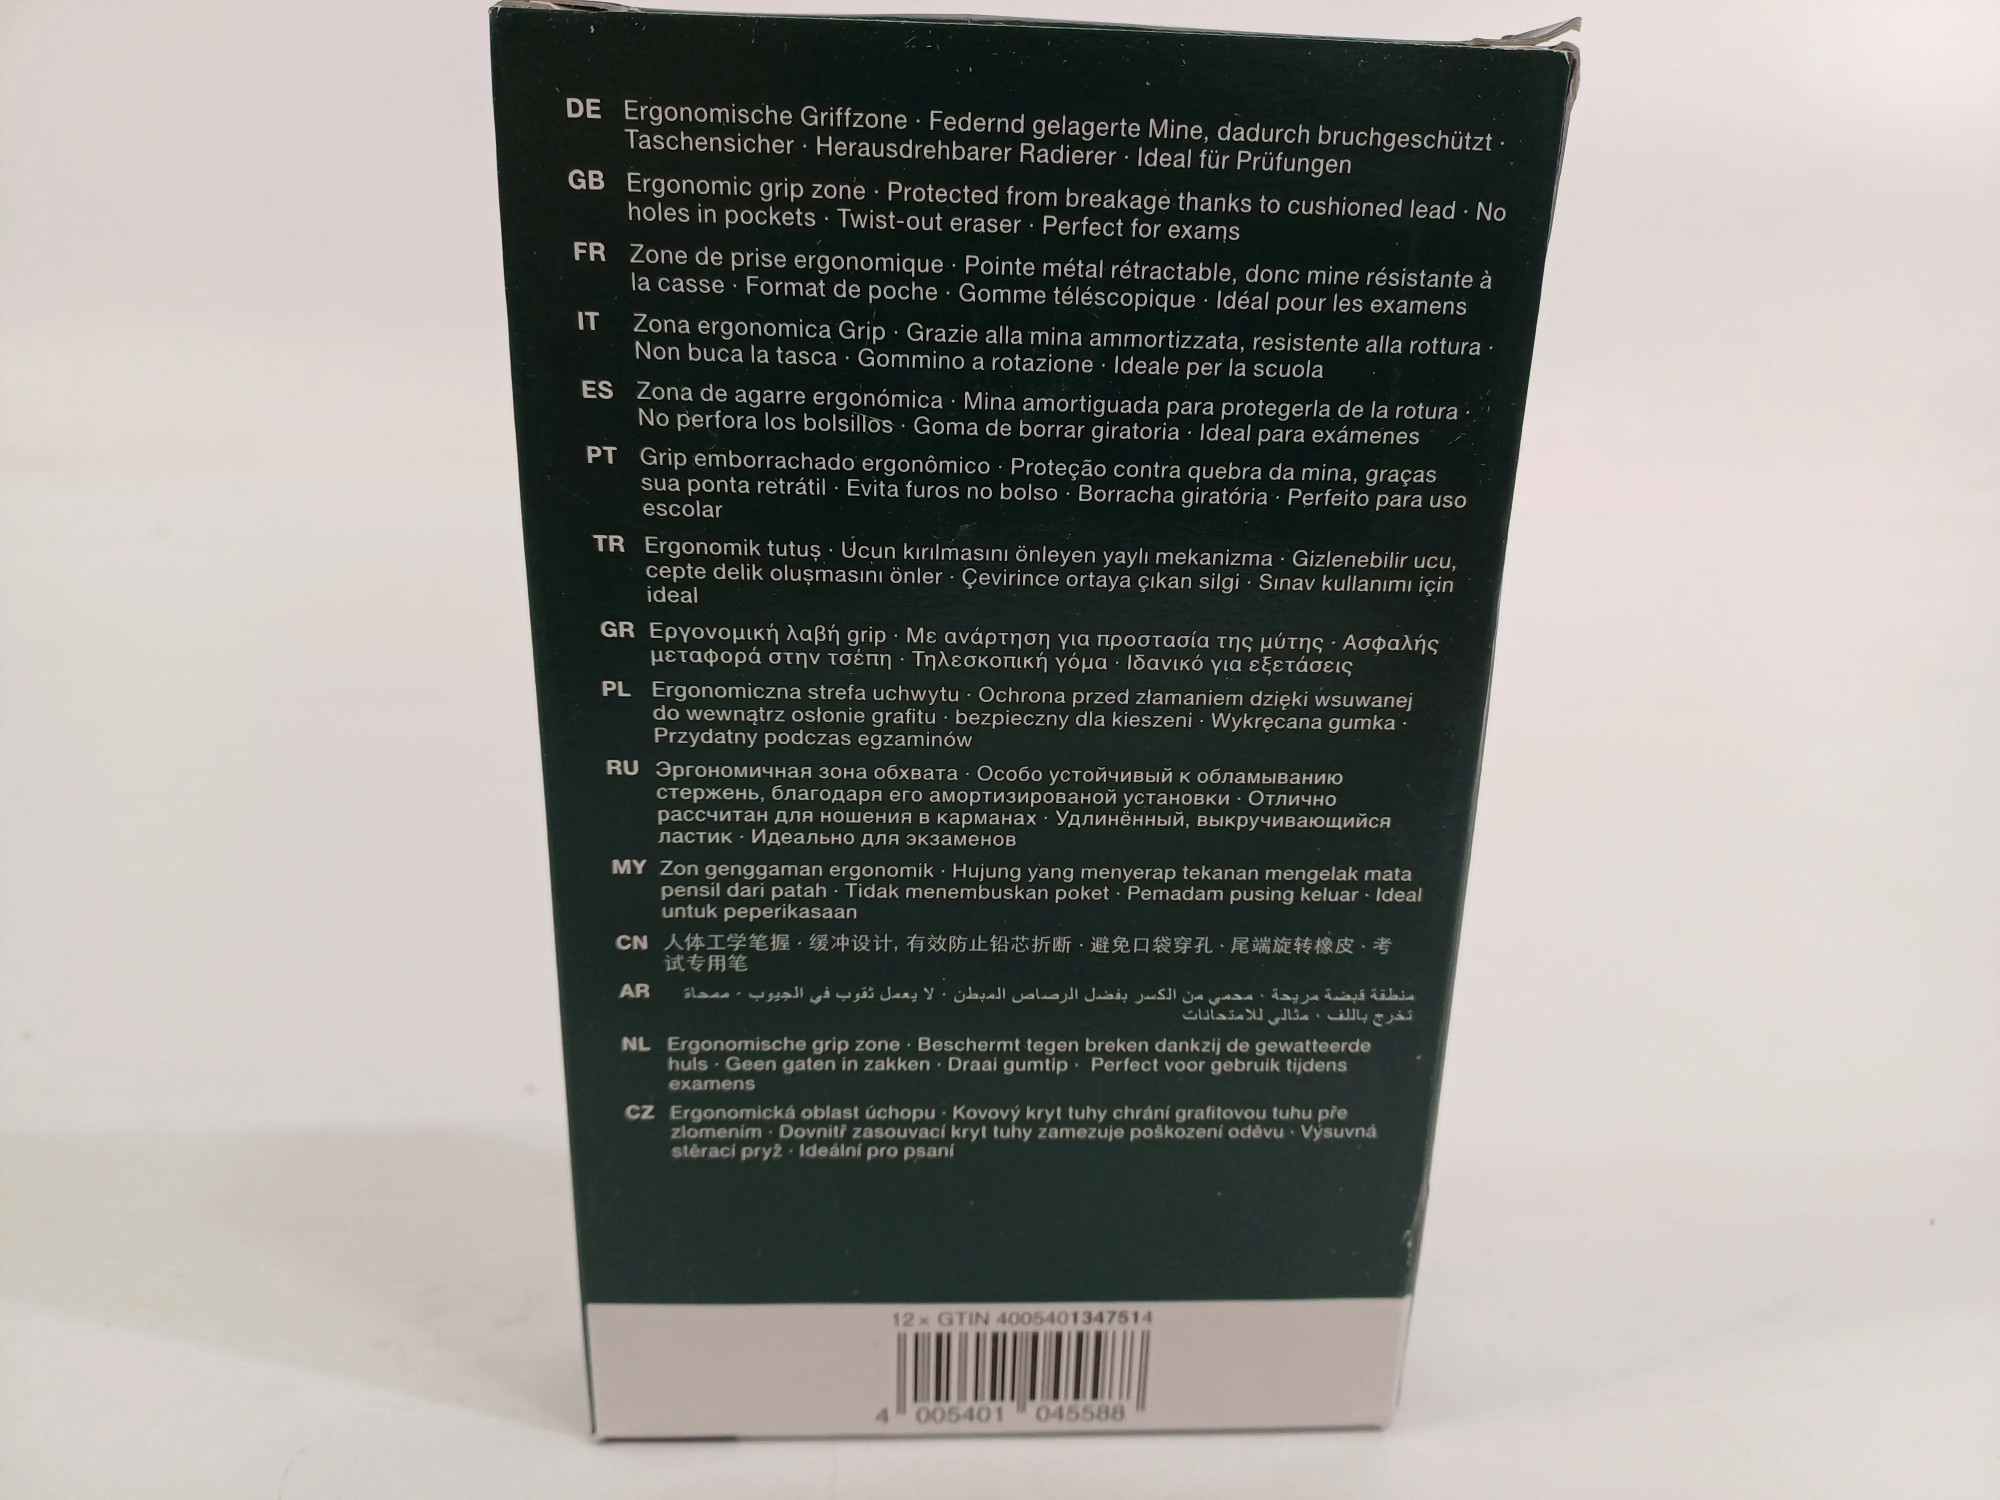 DE Ergonomische Griffzone · Federnd gelagerte Mine, dadurch bruchgeschützt ·
Taschensicher · Herausdrehbarer Radierer · Ideal für Prüfungen
GB Ergonomic grip zone · Protected from breakage thanks to cushioned lead · No
holes in pockets · Twist-out eraser · Perfect for exams
FR Zone de prise ergonomique · Pointe métal rétractable, donc mine résistante à
la casse · Format de poche · Gomme téléscopique · Idéal pour les examens
IT Zona ergonomica Grip · Grazie alla mina ammortizzata, resistente alla rottura ·
Non buca la tasca · Gommino a rotazione · Ideale per la scuola
ES Zona de agarre ergonómica · Mina amortiguada para protegerla de la rotura ·
No perfora los bolsillos · Goma de borrar giratoria · Ideal para exámenes
PT Grip emborrachado ergonômico · Proteção contra quebra da mina, graças
sua ponta retrátil · Evita furos no bolso · Borracha giratória · Perfeito para uso
escolar
TR Ergonomik tutuş · Ucun kırılmasını önleyen yaylı mekanizma · Gizlenebilir ucu,
cepte delik oluşmasını önler · Çevirince ortaya çıkan silgi · Sınav kullanımı için
ideal
GR Εργονομική λαβή grip · Με ανάρτηση για προστασία της μύτης · Ασφαλής
μεταφορά στην τσέπη · Τηλεσκοπική γόμα · Ιδανικό για εξετάσεις
PL Ergonomiczna strefa uchwytu · Ochrona przed złamaniem dzięki wsuwanej
do wewnątrz osłonie grafitu · bezpieczny dla kieszeni · Wykręcana gumka ·
Przydatny podczas egzaminów
RU Эргономичная зона обхвата · Особо устойчивый к обламыванию
стержень, благодаря его амортизированой установки · Отлично
рассчитан для ношения в карманах · Удлинённый, выкручивающийся
ластик · Идеально для экзаменов
MY Zon genggaman ergonomik · Hujung yang menyerap tekanan mengelak mata
pensil dari patah · Tidak menembuskan poket · Pemadam pusing keluar · Ideal
untuk peperikasaan
CN 人体工学笔握 · 缓冲设计, 有效防止铅芯折断 · 避免口袋穿孔 · 尾端旋转橡皮 · 考
试专用笔
AR منطقة قبضة مريحة · محمي من الكسر بفضل الرصاص المبطن · لا يعمل ثقوب في الجيوب · ممحاة
تخرج باللف · مثالي للامتحانات
NL Ergonomische grip zone · Beschermt tegen breken dankzij de gewatteerde
huls · Geen gaten in zakken · Draai gumtip · Perfect voor gebruik tijdens
examens
CZ Ergonomická oblast úchopu · Kovový kryt tuhy chrání grafitovou tuhu pře
zlomením · Dovnitř zasouvací kryt tuhy zamezuje poškození oděvu · Výsuvná
stěrací pryž · Ideální pro psaní
12× GTIN 4005401347514
4 005401 045588